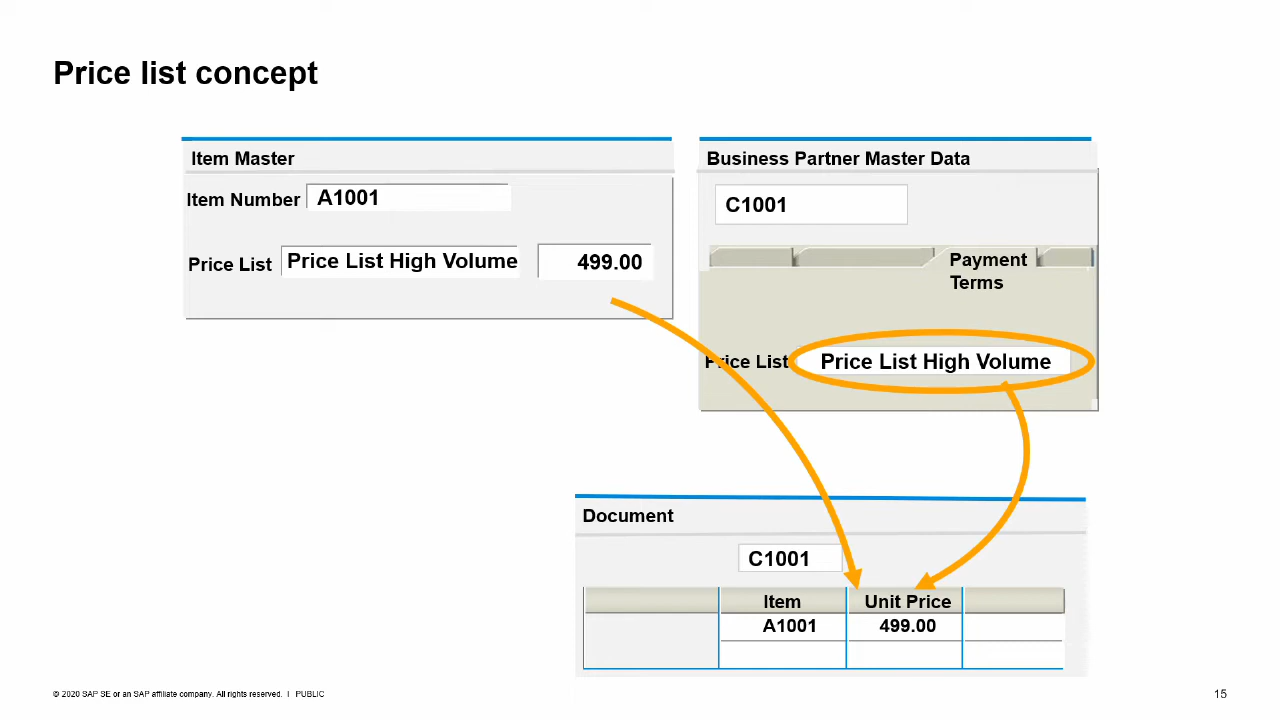 Price list concept
Item Master
Item Number A1001
Price List Price List High Volume 499.00
Business Partner Master Data
C1001
Payment
Terms
Price List Price List High Volume
Document
C1001
Item Unit Price
A1001 499.00
© 2020 SAP SE or an SAP affiliate company. All rights reserved. I PUBLIC
15